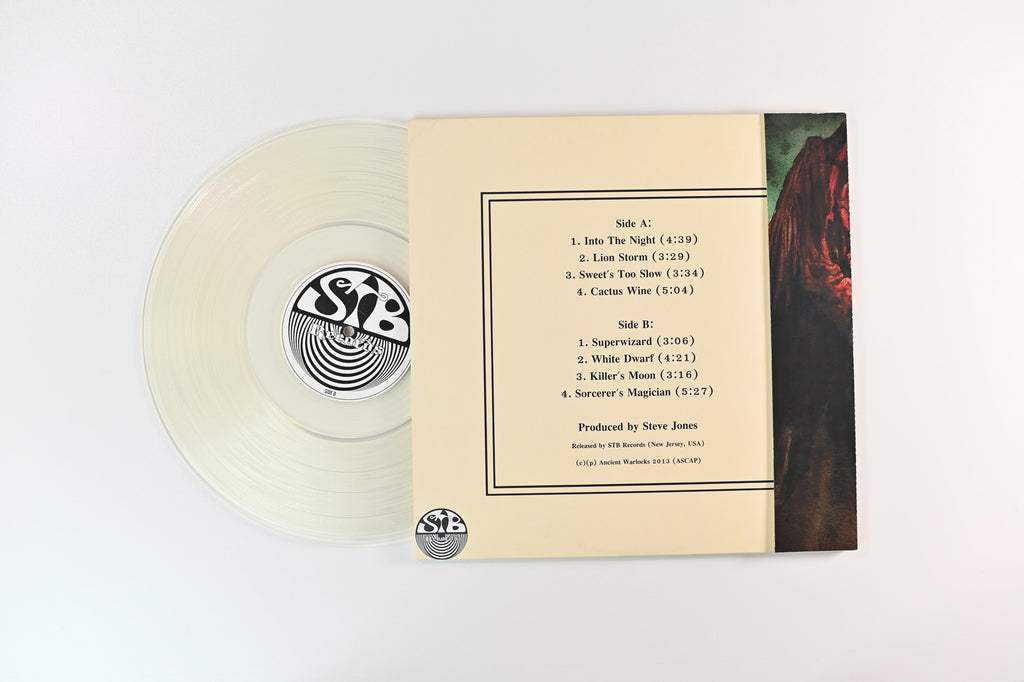 STB
Records
SIDE B
Side A:
1. Into The Night (4:39)
2. Lion Storm (3:29)
3. Sweet's Too Slow (3:34)
4. Cactus Wine (5:04)
Side B:
1. Superwizard (3:06)
2. White Dwarf (4:21)
3. Killer's Moon (3:16)
4. Sorcerer's Magician (5:27)
Produced by Steve Jones
Released by STB Records (New Jersey, USA)
(c)(p) Ancient Warlocks 2013 (ASCAP)
STB